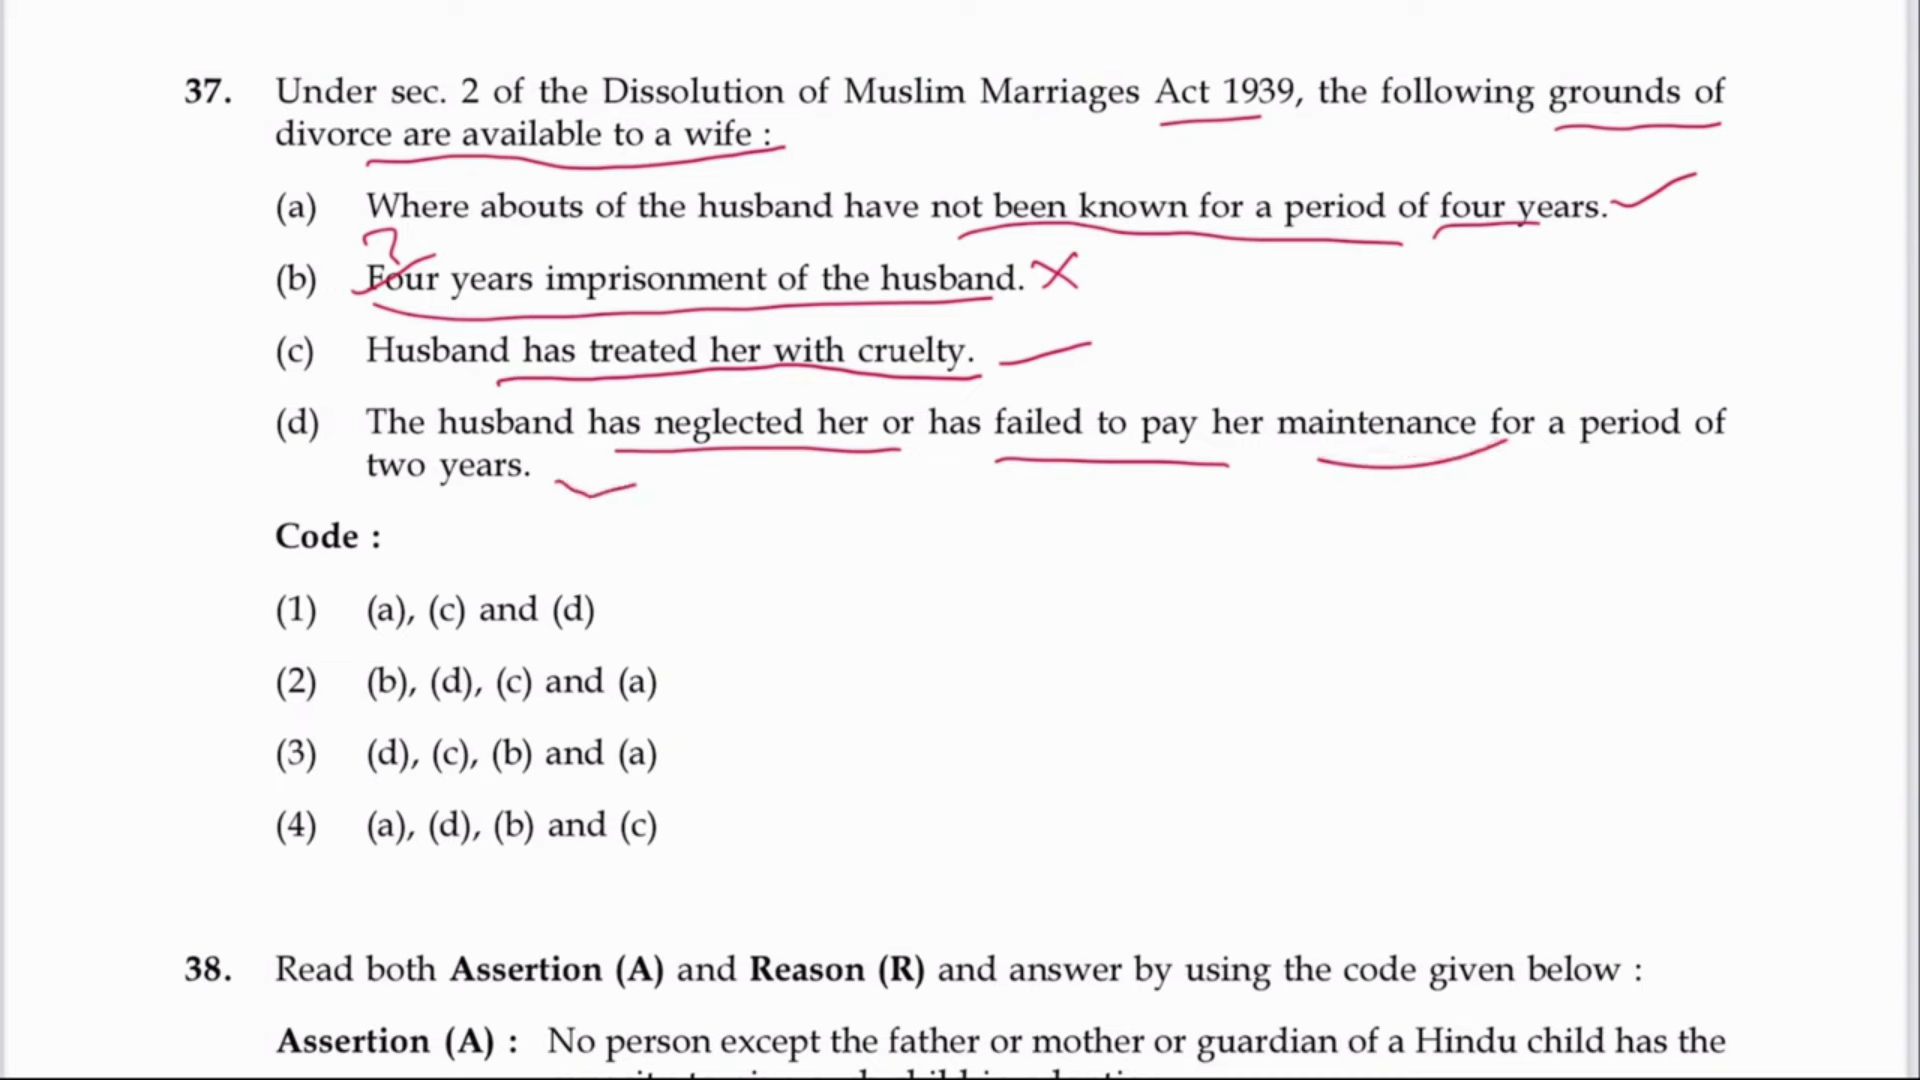 37. Under sec. 2 of the Dissolution of Muslim Marriages Act 1939, the following grounds of
divorce are available to a wife :
(a) Where abouts of the husband have not been known for a period of four years.
7
(b) Four years imprisonment of the husband.
(c) Husband has treated her with cruelty.
(d) The husband has neglected her or has failed to pay her maintenance for a period of
two years.
Code :
(1) (a), (c) and (d)
(2) (b), (d), (c) and (a)
(3) (d), (c), (b) and (a)
(4) (a), (d), (b) and (c)
38. Read both Assertion (A) and Reason (R) and answer by using the code given below :
Assertion (A) : No person except the father or mother or guardian of a Hindu child has the